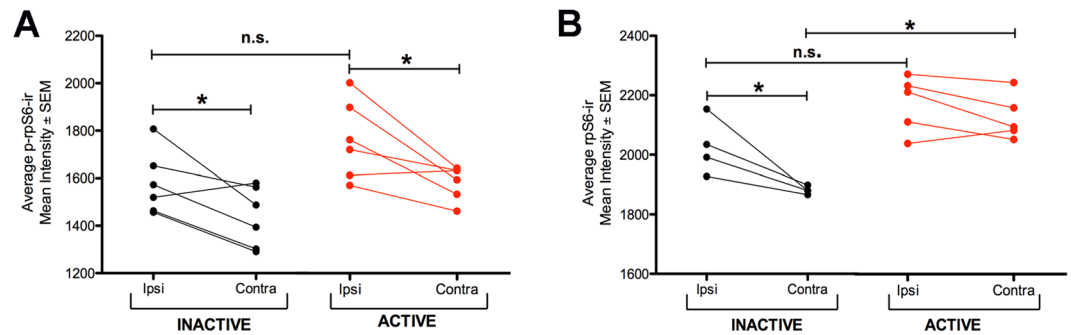 A
Average p-rpS6-ir
Mean Intensity ± SEM
2200
2000
1800
1600
1400
1200
n.s.
*
*
Ipsi Contra Ipsi Contra
INACTIVE ACTIVE
B
Average rpS6-ir
Mean Intensity ± SEM
2400
2200
2000
1800
1600
*
n.s.
*
Ipsi Contra Ipsi Contra
INACTIVE ACTIVE